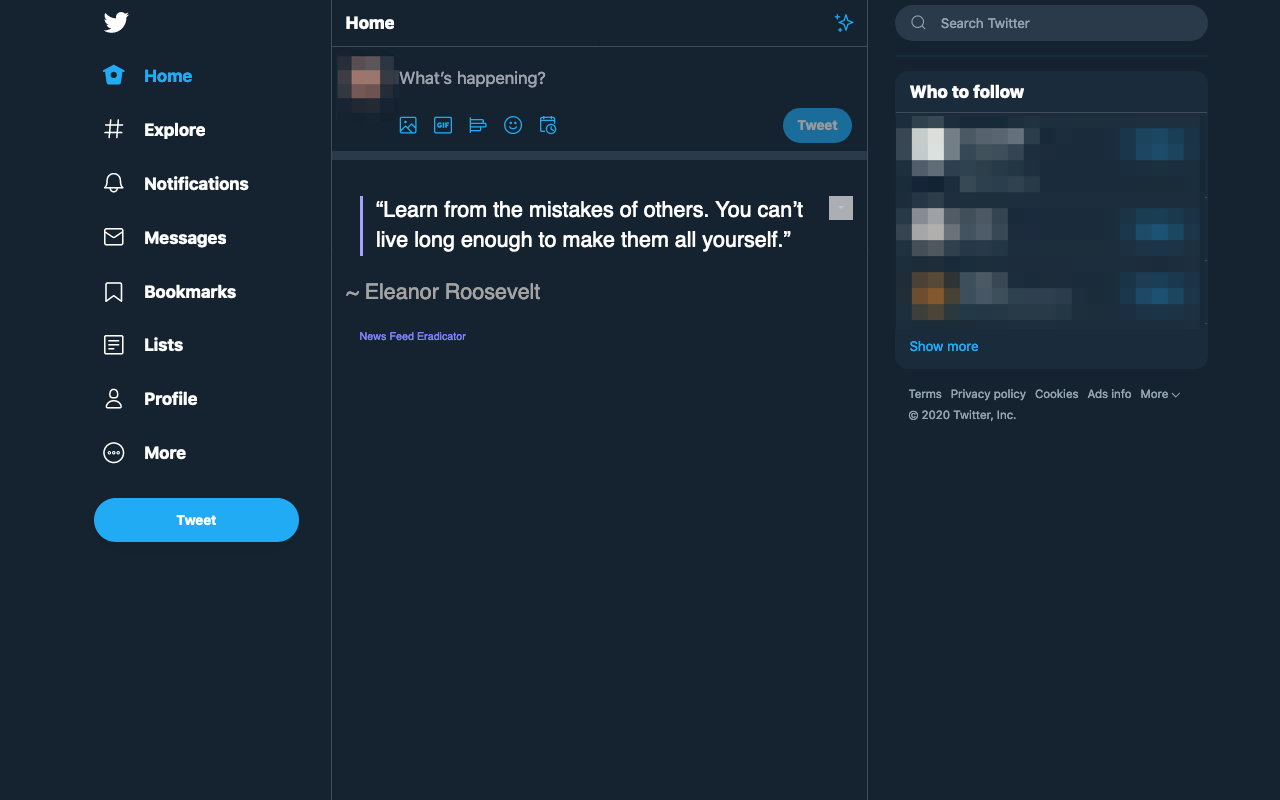 Home
Explore
Notifications
Messages
Bookmarks
Lists
Profile
More
Tweet
Home
What's happening?
GIF
Tweet
“Learn from the mistakes of others. You can’t
live long enough to make them all yourself.”
~ Eleanor Roosevelt
News Feed Eradicator
Search Twitter
Who to follow
Show more
Terms Privacy policy Cookies Ads info More
© 2020 Twitter, Inc.